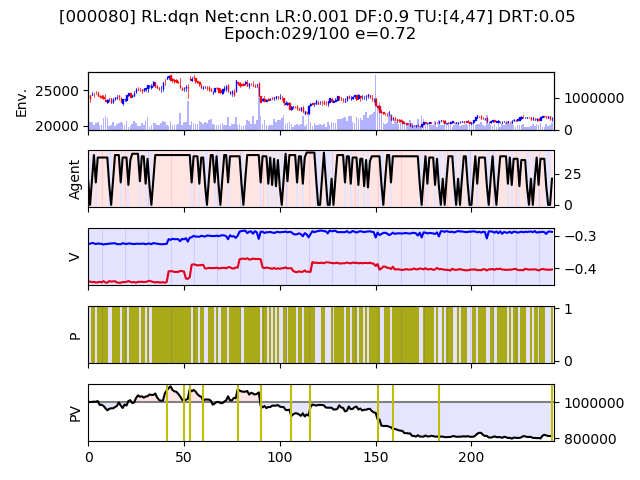 [000080] RL:dqn Net:cnn LR:0.001 DF:0.9 TU:[4,47] DRT:0.05
Epoch:029/100 e=0.72
Env.
25000
20000
1000000
0
Agent
25
0
V
−0.3
−0.4
P
1
0
PV
1000000
800000
0 50 100 150 200